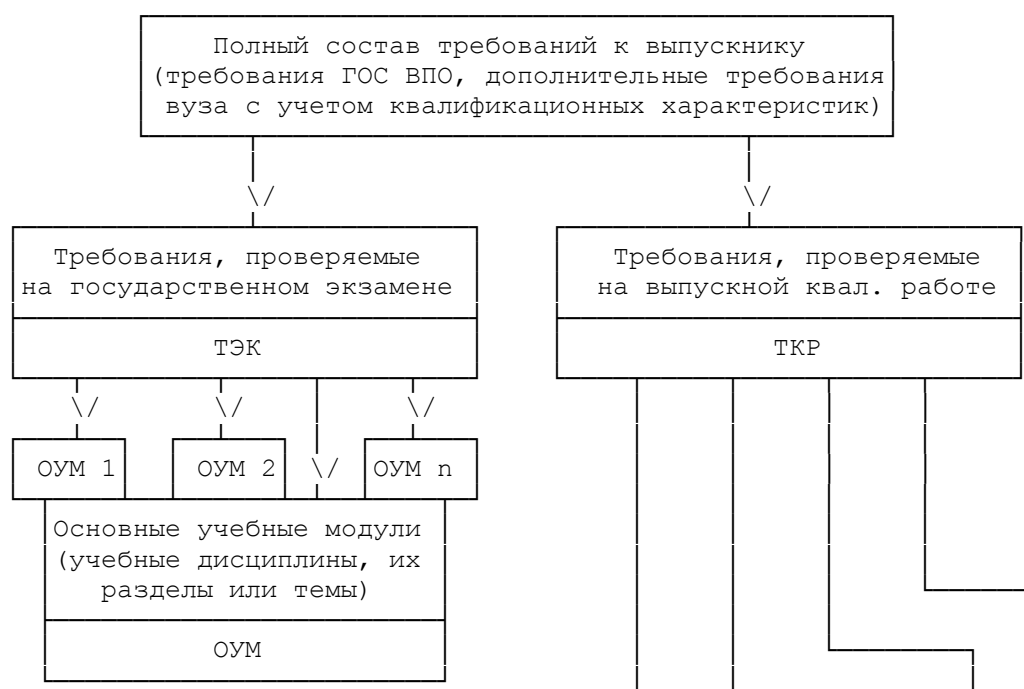 Полный состав требований к выпускнику
(требования ГОС ВПО, дополнительные требования
вуза с учетом квалификационных характеристик)
\/
\/
Требования, проверяемые
на государственном экзамене
ТЭК
Требования, проверяемые
на выпускной квал. работе
ТКР
\/
\/
\/
ОУМ 1
ОУМ 2
\/
ОУМ n
Основные учебные модули
(учебные дисциплины, их
разделы или темы)
ОУМ